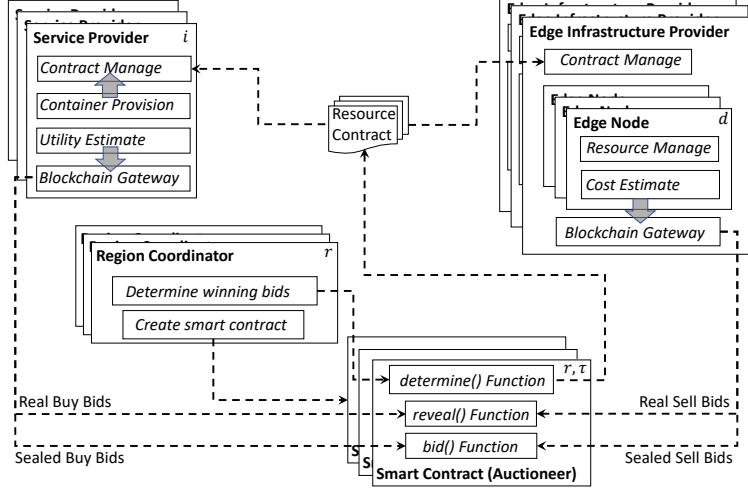 Service Provider
i
Contract Manage
Container Provision
Utility Estimate
Blockchain Gateway
Resource
Contract
Edge Infrastructure Provider
Contract Manage
Edge Node
d
Resource Manage
Cost Estimate
Blockchain Gateway
Region Coordinator
r
Determine winning bids
Create smart contract
r, τ
determine() Function
reveal() Function
bid() Function
Smart Contract (Auctioneer)
Real Buy Bids
Sealed Buy Bids
Real Sell Bids
Sealed Sell Bids